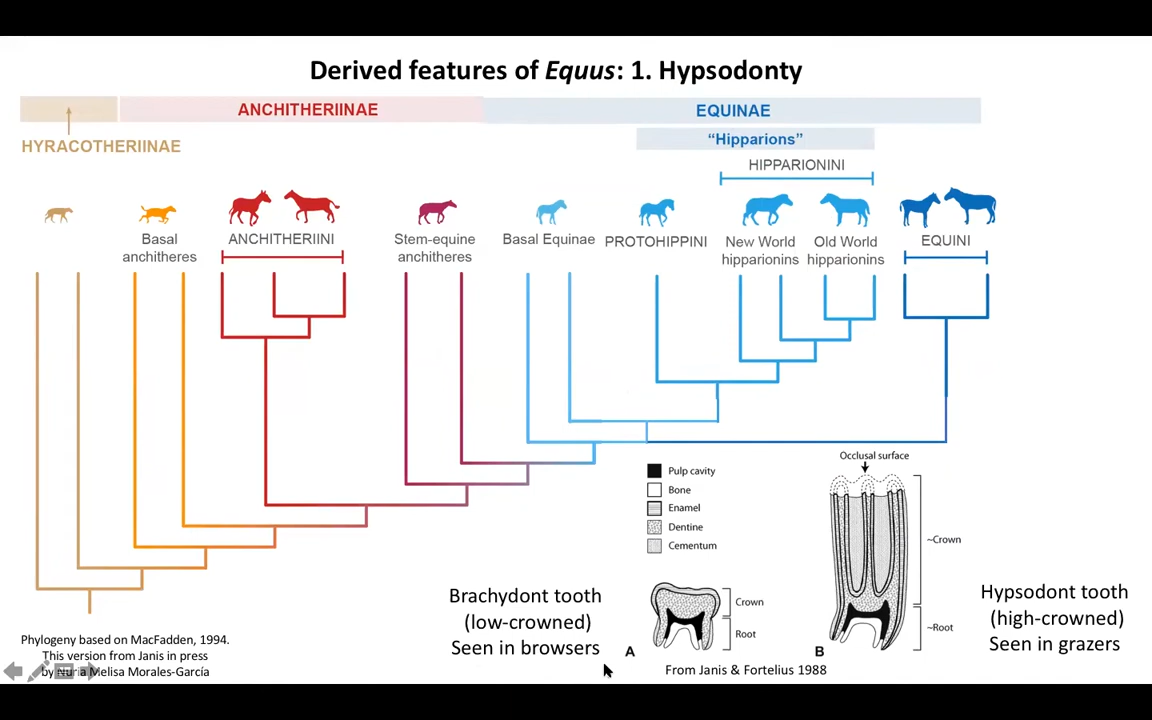 Derived features of Equus: 1. Hypsodonty
ANCHITHERIINAE
EQUINAE
HYRACOTHERIINAE
“Hipparions”
HIPPARIONINI
Basal
anchitheres
ANCHITHERIINI
Stem-equine
anchitheres
Basal Equinae
PROTOHIPPINI
New World
hipparionins
Old World
hipparionins
EQUINI
Occlusal surface
Pulp cavity
Bone
Enamel
Dentine
Cementum
~Crown
~Root
Crown
Root
A
B
Brachydont tooth
(low-crowned)
Seen in browsers
Hypsodont tooth
(high-crowned)
Seen in grazers
From Janis & Fortelius 1988
Phylogeny based on MacFadden, 1994.
This version from Janis in press
by Nuria Melisa Morales-García